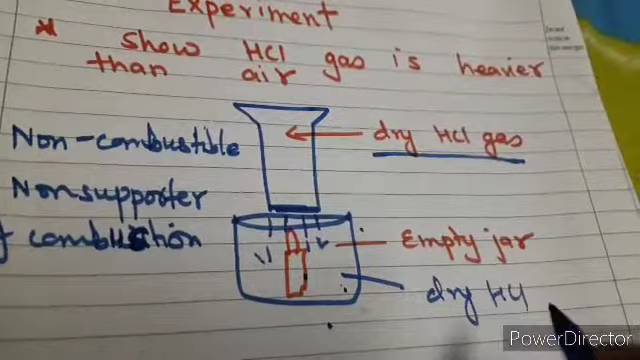 Experiment
* Show HCl gas is heavier
than air
dry HCl gas
Non-combustible
Nonsupporter
combustion
Empty jar
dry HCl
PowerDirector